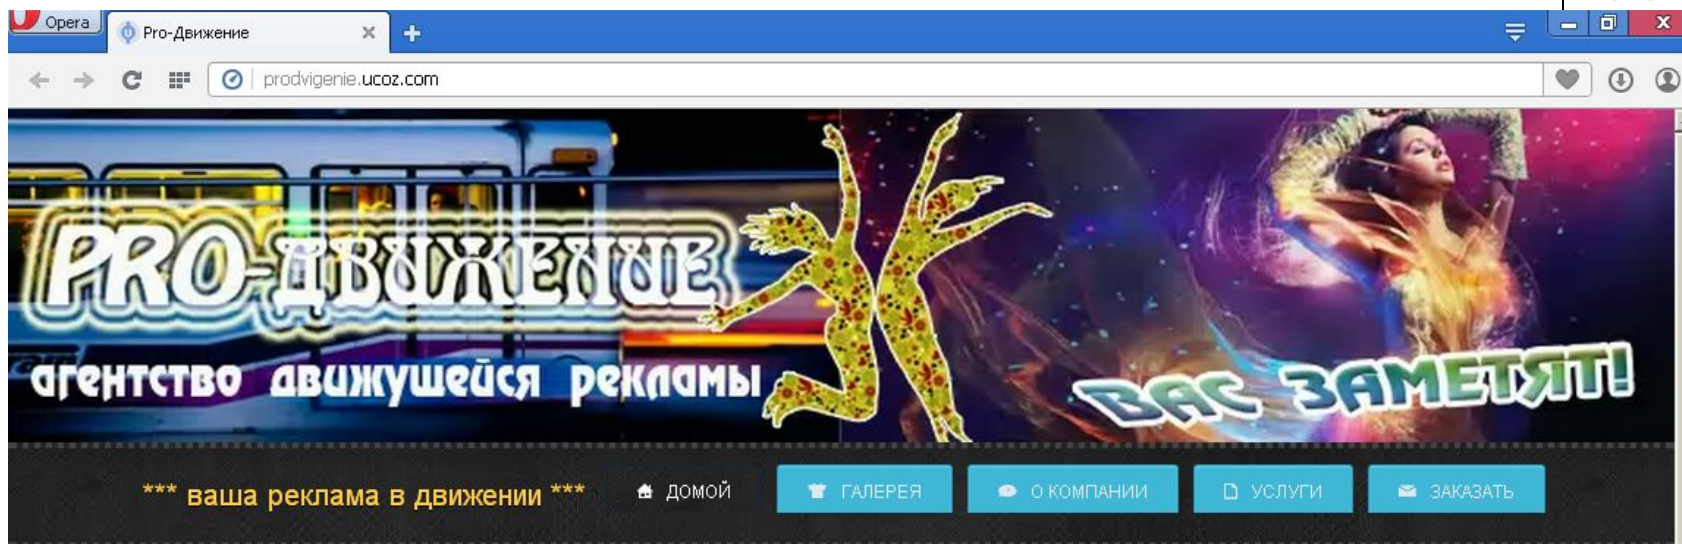 Opera
Pro-Движение
prodvigenie.ucoz.com
PRO-ДВИЖЕНИЕ
агентство движущейся рекламы
ВАС ЗАМЕТЯТ!
*** ваша реклама в движении ***
ДОМОЙ
ГАЛЕРЕЯ
О КОМПАНИИ
УСЛУГИ
ЗАКАЗАТЬ